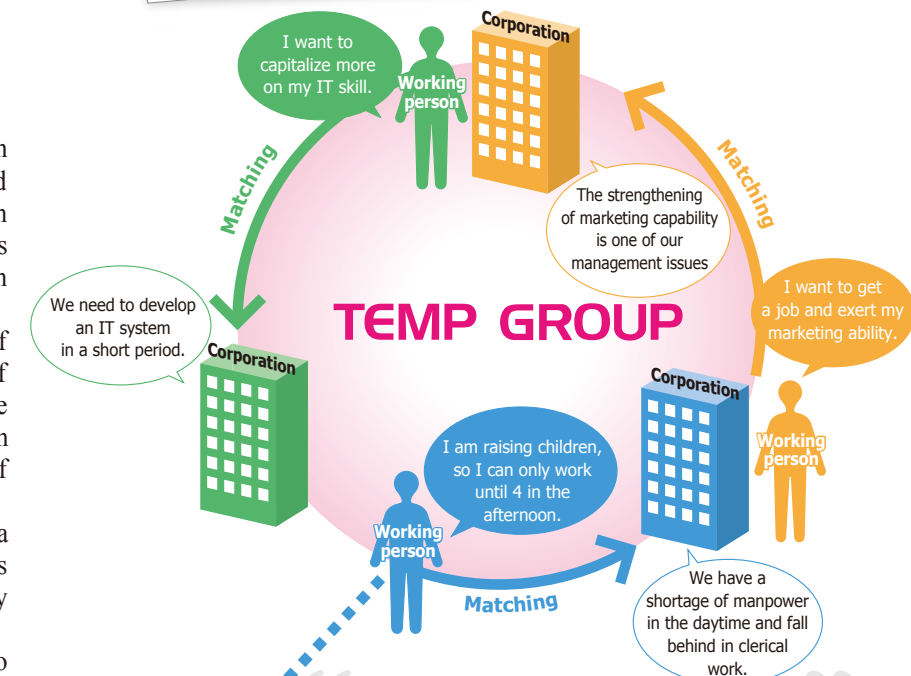 Corporation
I want to
capitalize more
on my IT skill.
Working
person
Matching
Matching
The strengthening
of marketing capability
is one of our
management issues
We need to develop
an IT system
in a short period.
TEMP GROUP
I want to get
a job and exert my
marketing ability.
Corporation
Corporation
I am raising children,
so I can only work
until 4 in the
afternoon.
Working
person
Working
person
Matching
We have a
shortage of manpower
in the daytime and fall
behind in clerical
work.